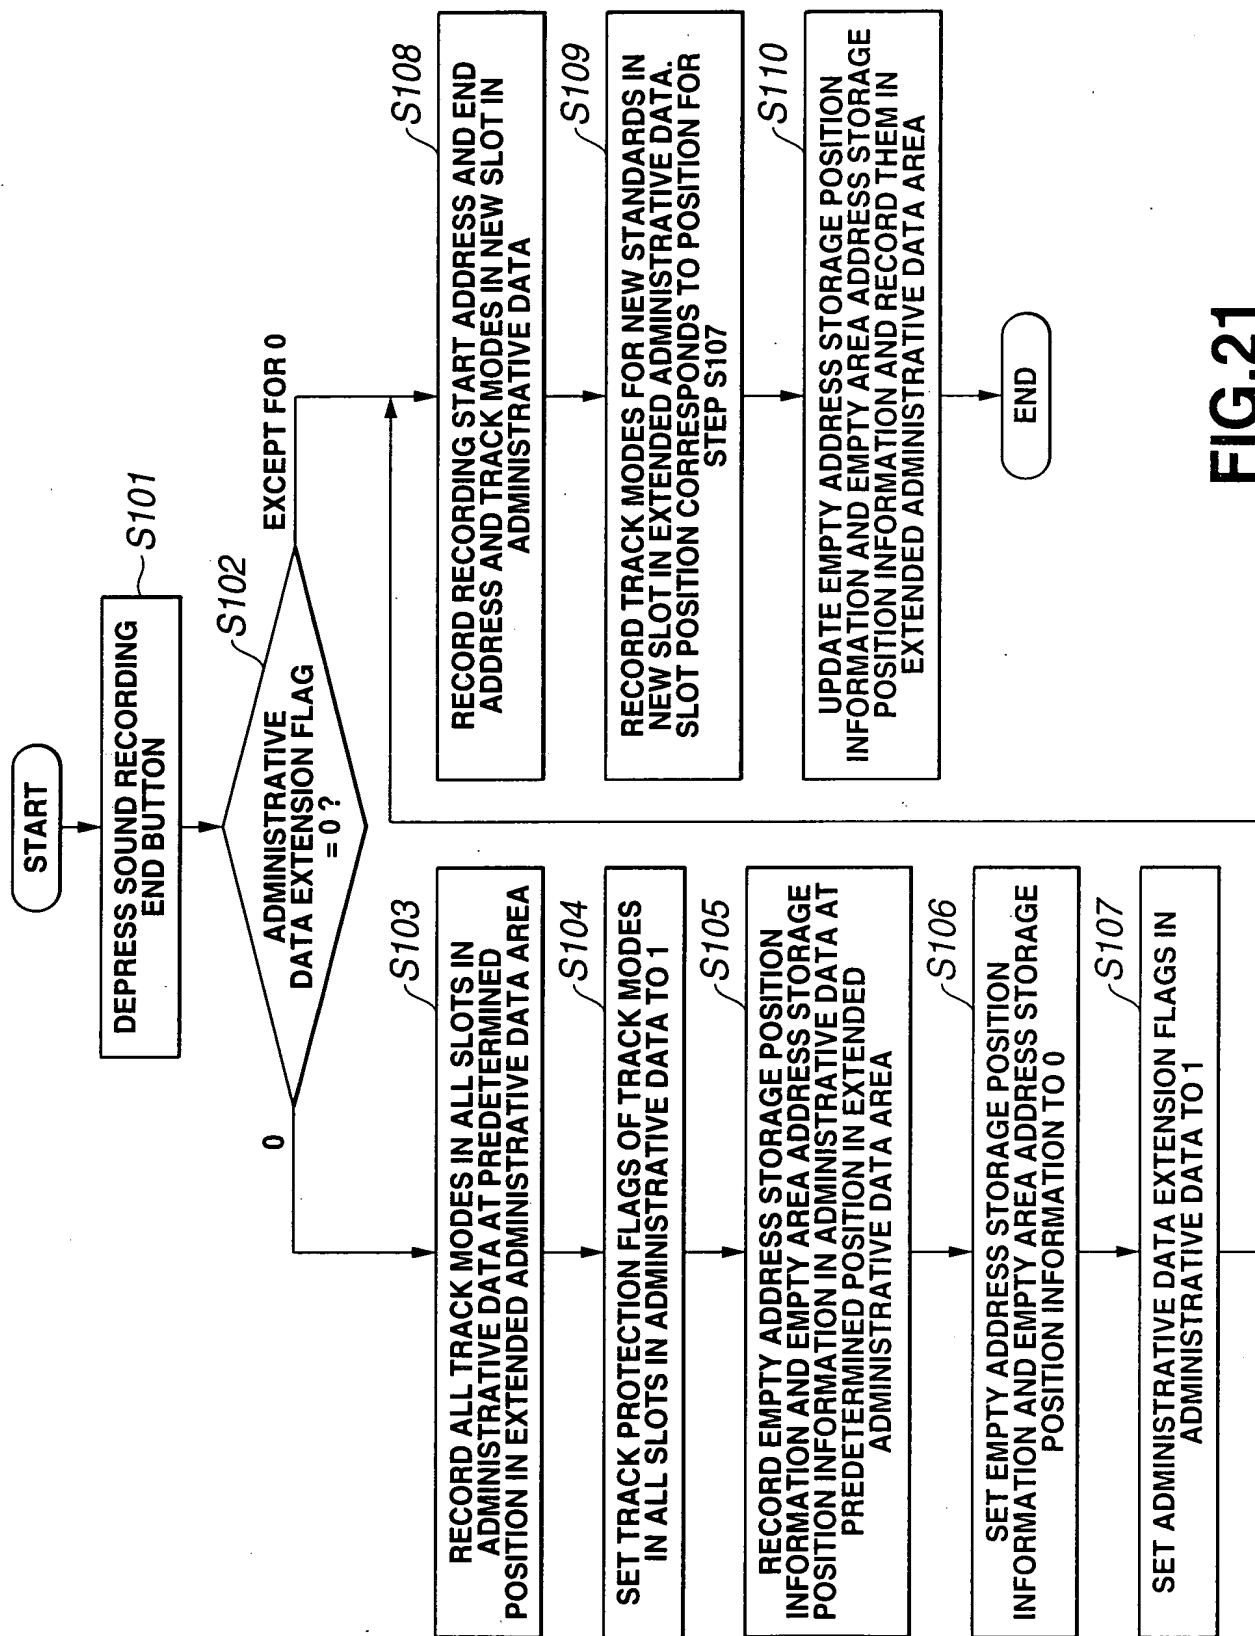 START
DEPRESS SOUND RECORDING
END BUTTON
S101
ADMINISTRATIVE
DATA EXTENSION FLAG
= 0 ?
S102
0
EXCEPT FOR 0
RECORD ALL TRACK MODES IN ALL SLOTS IN
ADMINISTRATIVE DATA AT PREDETERMINED
POSITION IN EXTENDED ADMINISTRATIVE DATA AREA
S103
SET TRACK PROTECTION FLAGS OF TRACK MODES
IN ALL SLOTS IN ADMINISTRATIVE DATA TO 1
S104
RECORD EMPTY ADDRESS STORAGE POSITION
INFORMATION AND EMPTY AREA ADDRESS STORAGE
POSITION INFORMATION IN ADMINISTRATIVE DATA AT
PREDETERMINED POSITION IN EXTENDED
ADMINISTRATIVE DATA AREA
S105
SET EMPTY ADDRESS STORAGE POSITION
INFORMATION AND EMPTY AREA ADDRESS STORAGE
POSITION INFORMATION TO 0
S106
SET ADMINISTRATIVE DATA EXTENSION FLAGS IN
ADMINISTRATIVE DATA TO 1
S107
RECORD RECORDING START ADDRESS AND END
ADDRESS AND TRACK MODES IN NEW SLOT IN
ADMINISTRATIVE DATA
S108
RECORD TRACK MODES FOR NEW STANDARDS IN
NEW SLOT IN EXTENDED ADMINISTRATIVE DATA.
SLOT POSITION CORRESPONDS TO POSITION FOR
STEP S107
S109
UPDATE EMPTY ADDRESS STORAGE POSITION
INFORMATION AND EMPTY AREA ADDRESS STORAGE
POSITION INFORMATION AND RECORD THEM IN
EXTENDED ADMINISTRATIVE DATA AREA
S110
END
FIG.21